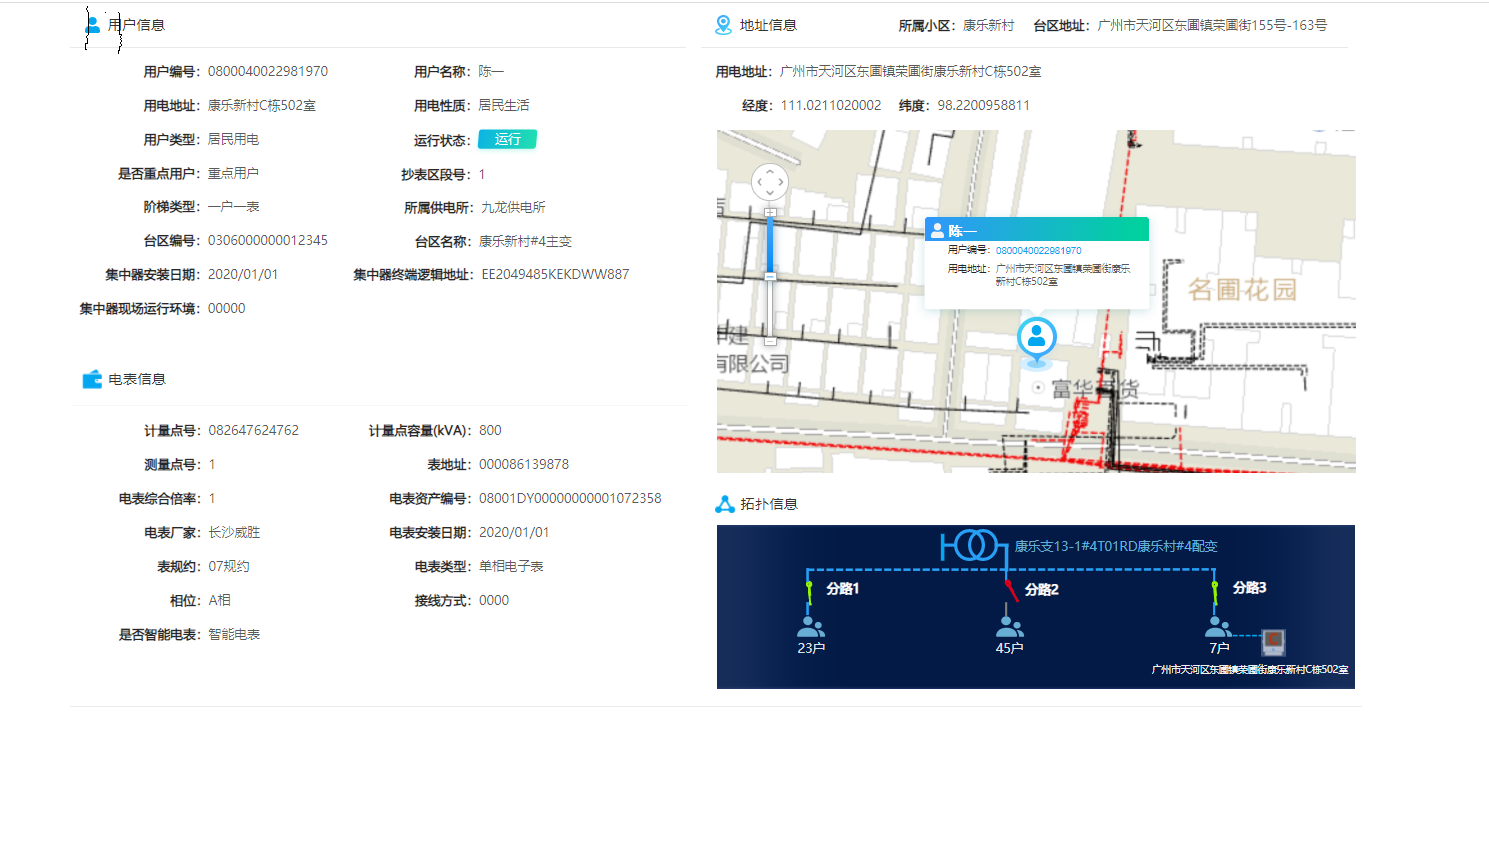 用户信息
用户编号： 0800040022981970 用户名称： 陈一
用电地址： 康乐新村C栋502室 用电性质： 居民生活
用户类型： 居民用电 运行状态： 运行
是否重点用户： 重点用户 抄表区段号： 1
阶梯类型： 一户一表 所属供电所： 九龙供电所
台区编号： 0306000000012345 台区名称： 康乐新村#4主变
集中器安装日期： 2020/01/01 集中器终端逻辑地址： EE2049485KEKDWW887
集中器现场运行环境： 00000
电表信息
计量点号： 082647624762 计量点容量(kVA)： 800
测量点号： 1 表地址： 000086139878
电表综合倍率： 1 电表资产编号： 08001DY00000000001072358
电表厂家： 长沙威胜 电表安装日期： 2020/01/01
表规约： 07规约 电表类型： 单相电子表
相位： A相 接线方式： 0000
是否智能电表： 智能电表
地址信息 所属小区： 康乐新村 台区地址： 广州市天河区东圃镇荣圃街155号-163号
用电地址： 广州市天河区东圃镇荣圃街康乐新村C栋502室
经度： 111.0211020002 纬度： 98.2200958811
陈一
用户编号： 0800040022981970
用电地址： 广州市天河区东圃镇荣圃街康乐
新村C栋502室
名圃花园
中建
有限公司
富华百货
拓扑信息
康乐支13-1#4T01RD康乐村#4配变
分路1 分路2 分路3
23户 45户 7户
广州市天河区东圃镇荣圃街康乐新村C栋502室